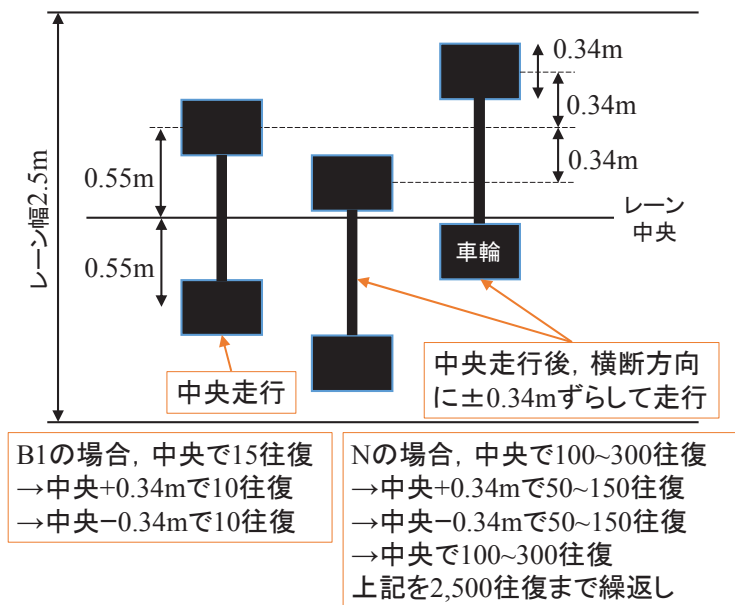 レーン幅2.5m
0.34m
0.34m
0.34m
0.55m
0.55m
レーン
中央
車輪
中央走行
中央走行後，横断方向
に±0.34mずらして走行
B1の場合，中央で15往復
→中央+0.34mで10往復
→中央−0.34mで10往復
Nの場合，中央で100~300往復
→中央+0.34mで50~150往復
→中央−0.34mで50~150往復
→中央で100~300往復
上記を2,500往復まで繰返し